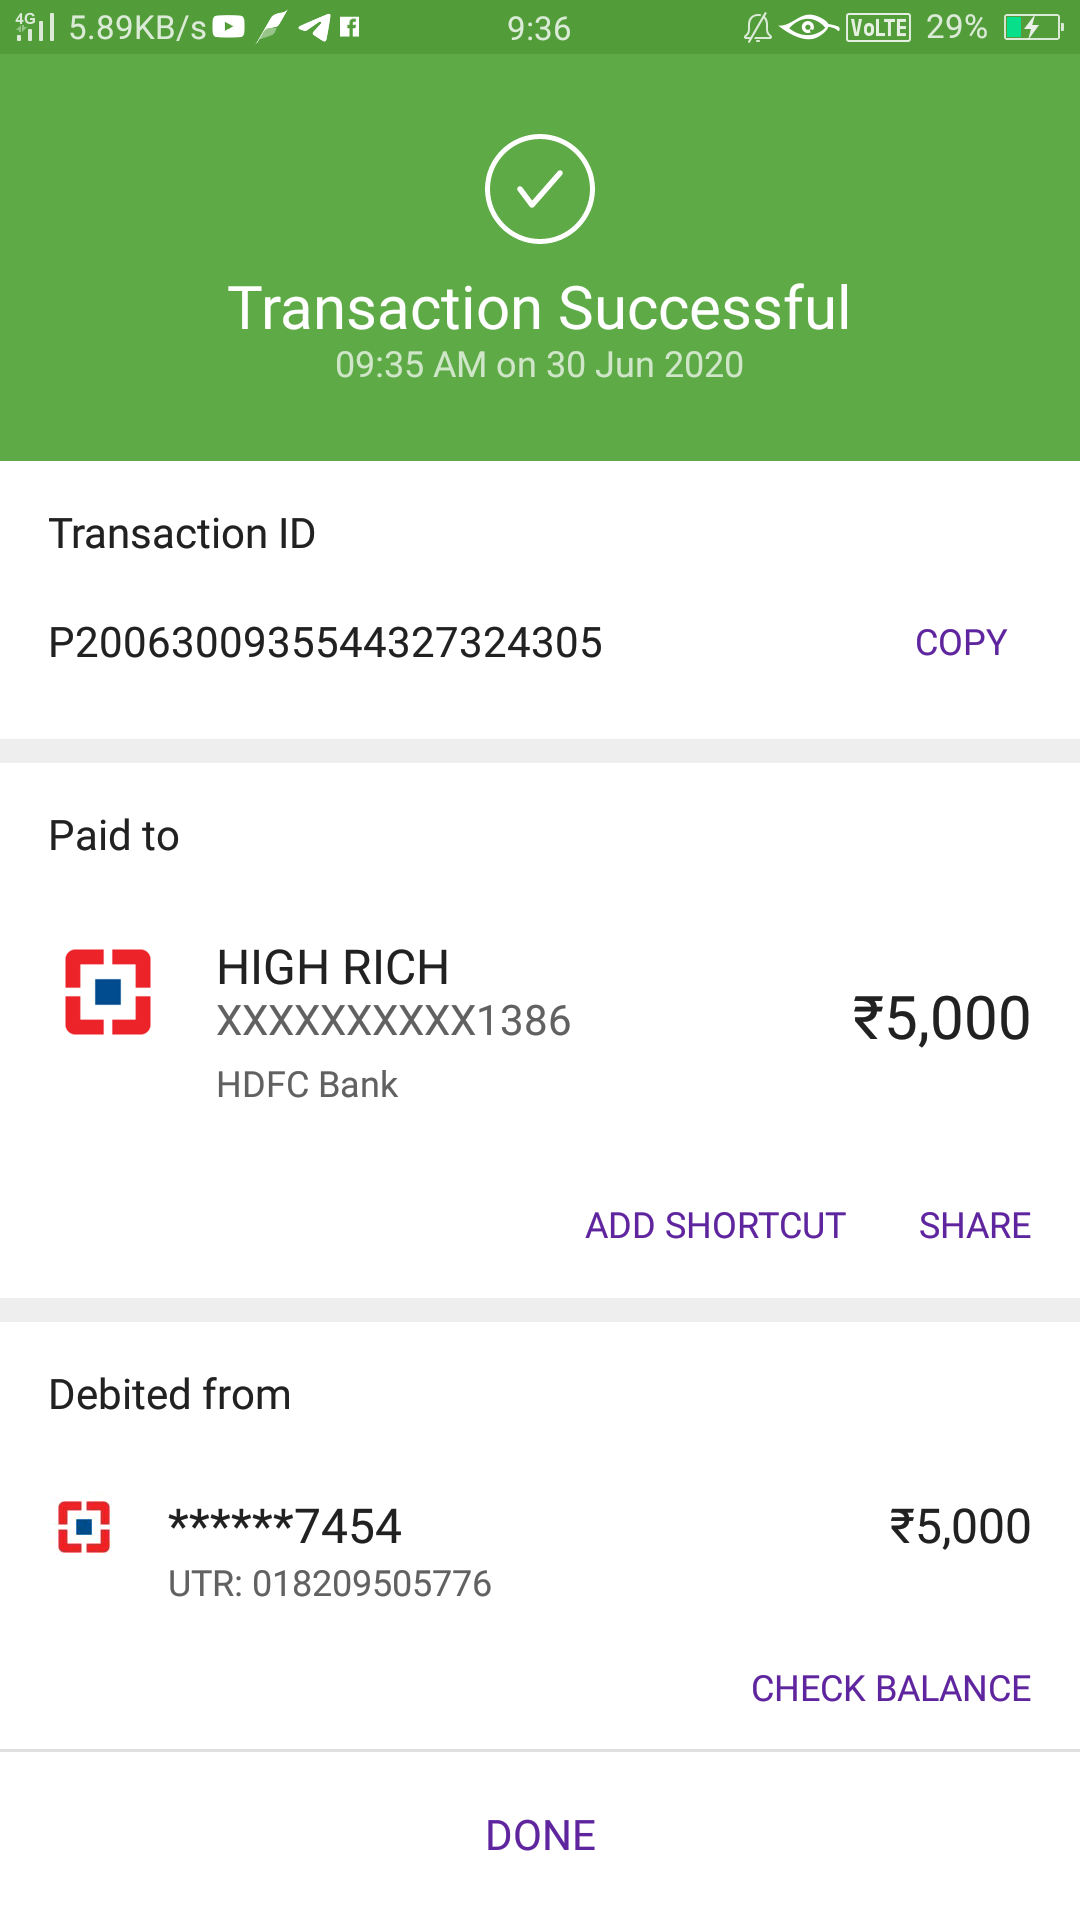 4G 5.89KB/s 9:36 VoLTE 29%
Transaction Successful
09:35 AM on 30 Jun 2020
Transaction ID
P2006300935544327324305 COPY
Paid to
HIGH RICH
XXXXXXXXXX1386
₹5,000
HDFC Bank
ADD SHORTCUT SHARE
Debited from
******7454 ₹5,000
UTR: 018209505776
CHECK BALANCE
DONE